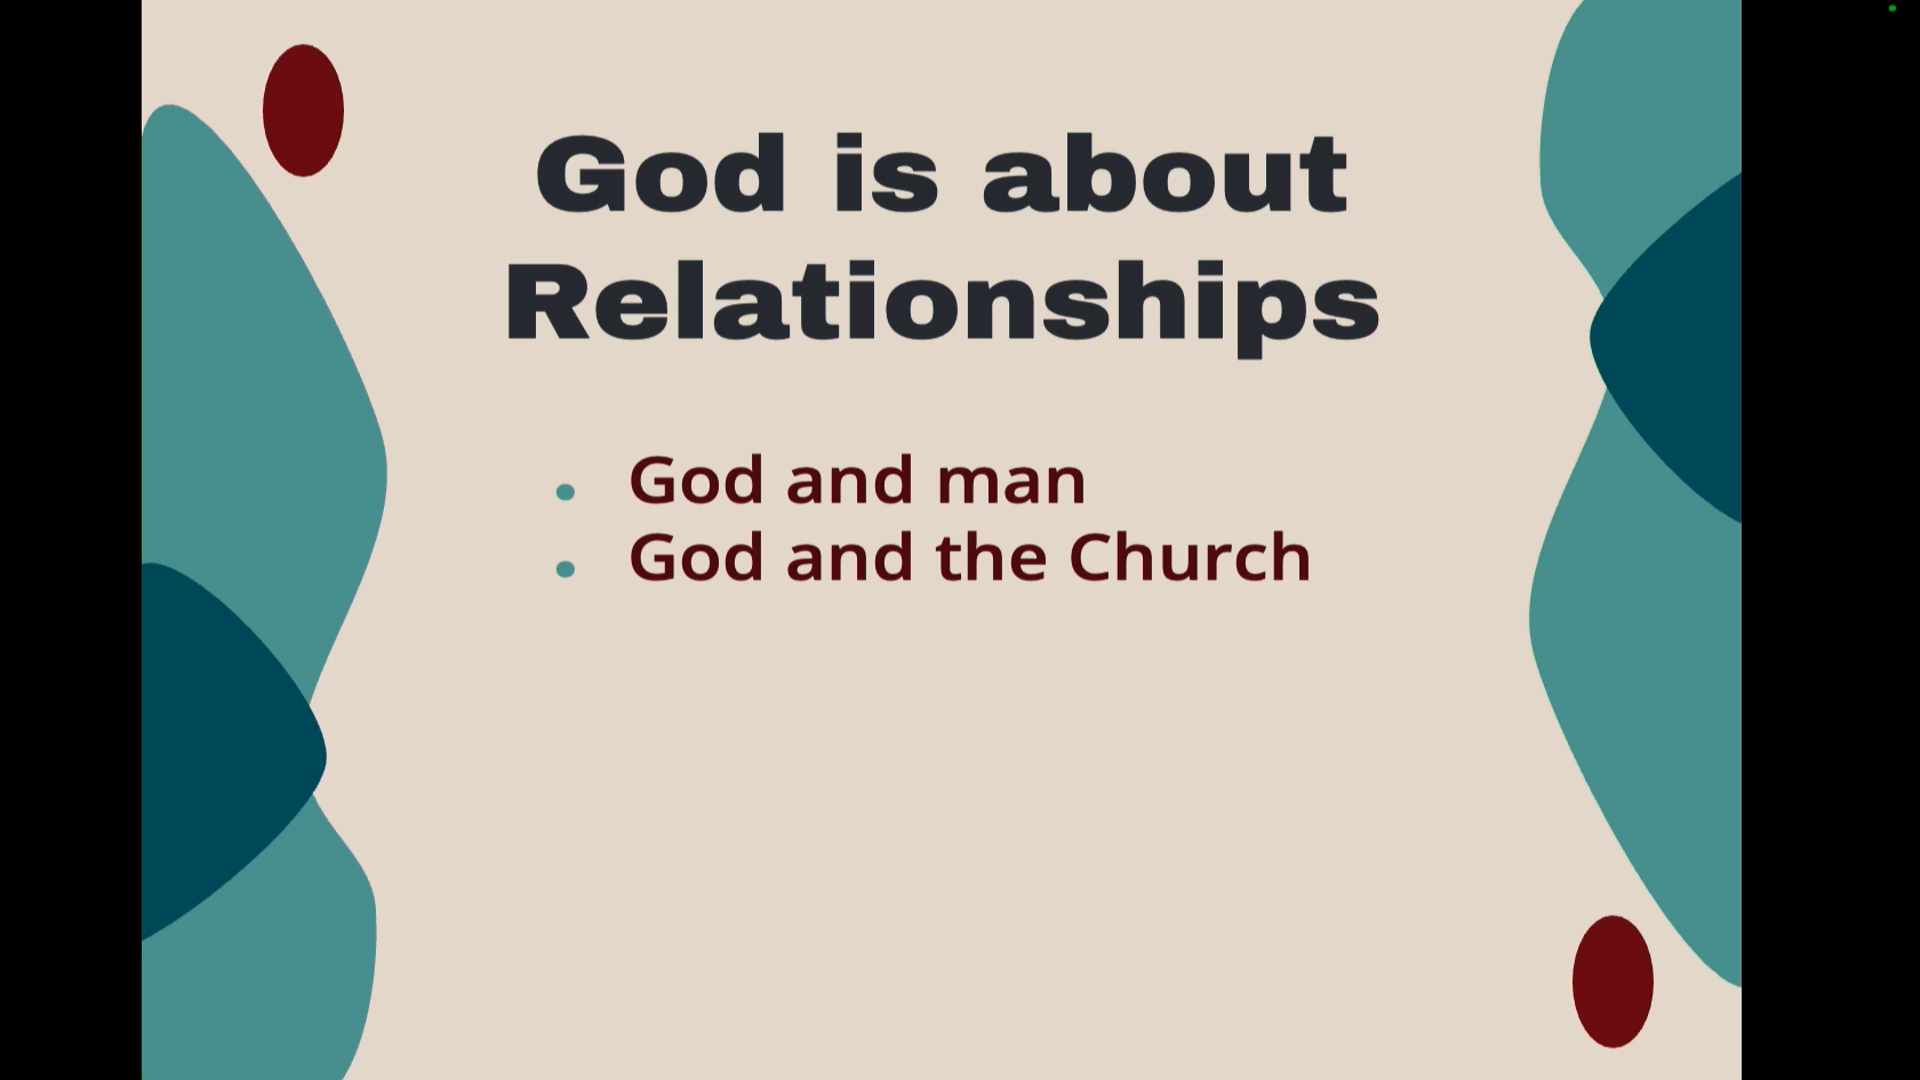 God is about
Relationships
• God and man
• God and the Church